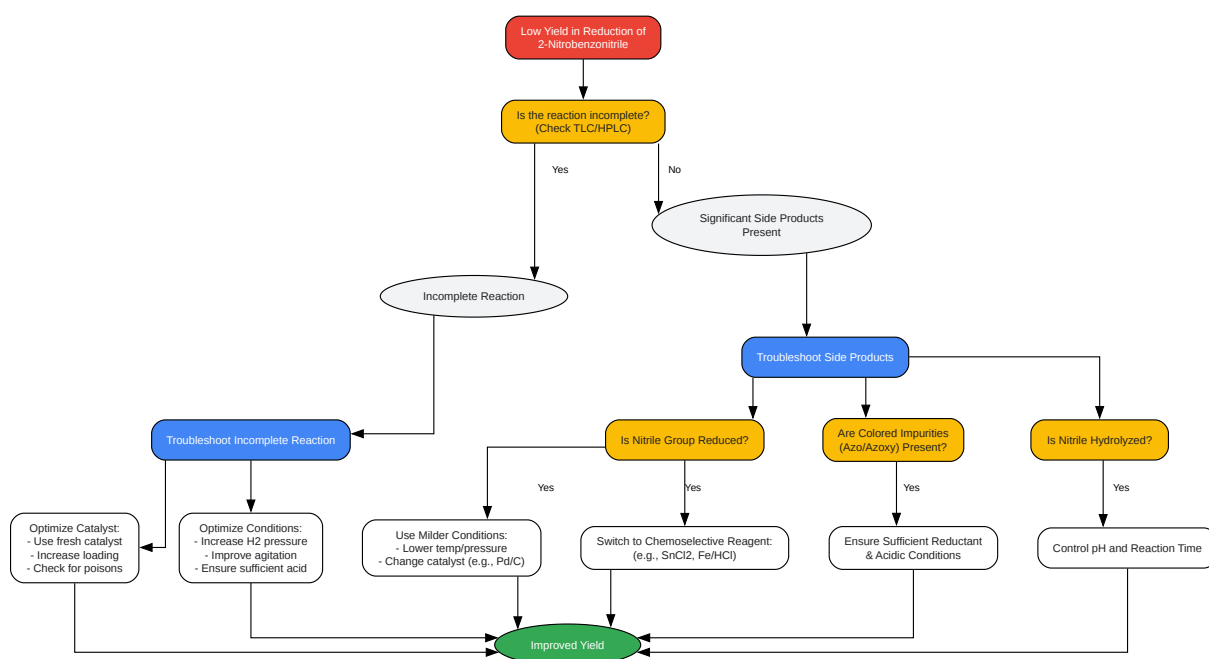 Low Yield in Reduction of
2-Nitrobenzonitrile
Is the reaction incomplete?
(Check TLC/HPLC)
Yes
No
Significant Side Products
Present
Incomplete Reaction
Troubleshoot Side Products
Troubleshoot Incomplete Reaction
Is Nitrile Group Reduced?
Are Colored Impurities
(Azo/Azoxy) Present?
Is Nitrile Hydrolyzed?
Yes
Yes
Yes
Yes
Optimize Catalyst:
- Use fresh catalyst
- Increase loading
- Check for poisons
Optimize Conditions:
- Increase H2 pressure
- Improve agitation
- Ensure sufficient acid
Use Milder Conditions:
- Lower temp/pressure
- Change catalyst (e.g., Pd/C)
Switch to Chemoselective Reagent:
(e.g., SnCl2, Fe/HCl)
Ensure Sufficient Reductant
& Acidic Conditions
Control pH and Reaction Time
Improved Yield